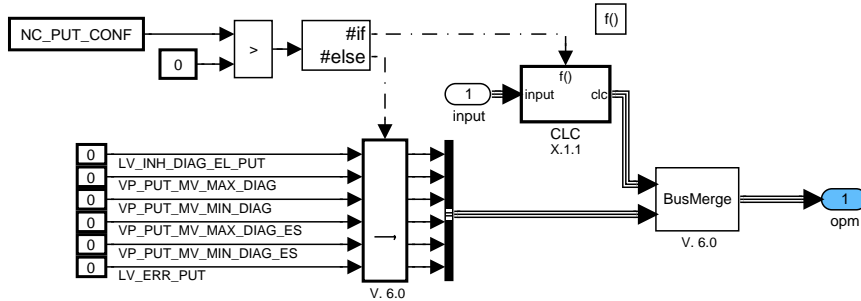 f()
NC_PUT_CONF
0
>
#if
#else
1
input
input
f()
clc
CLC
X.1.1
0
LV_INH_DIAG_EL_PUT
0
VP_PUT_MV_MAX_DIAG
0
VP_PUT_MV_MIN_DIAG
0
VP_PUT_MV_MAX_DIAG_ES
0
VP_PUT_MV_MIN_DIAG_ES
0
LV_ERR_PUT
V. 6.0
BusMerge
V. 6.0
1
opm